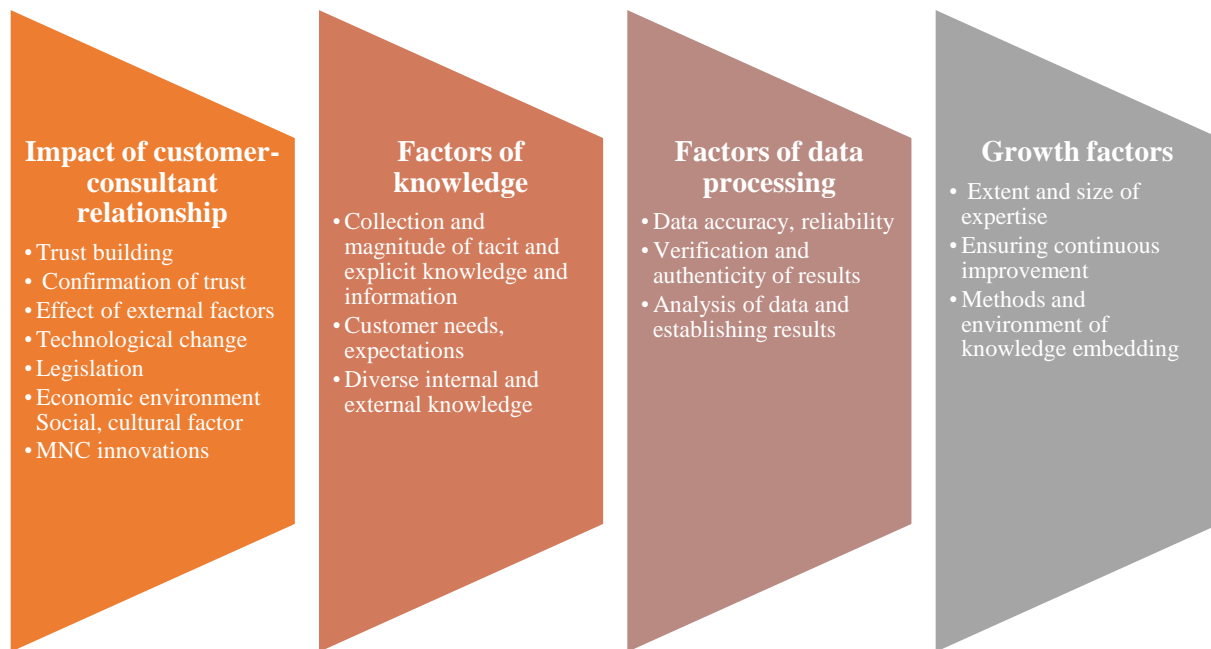 Impact of customer-
consultant
relationship
• Trust building
• Confirmation of trust
• Effect of external factors
• Technological change
• Legislation
• Economic environment
Social, cultural factor
• MNC innovations
Factors of
knowledge
• Collection and
magnitude of tacit and
explicit knowledge and
information
• Customer needs,
expectations
• Diverse internal and
external knowledge
Factors of data
processing
• Data accuracy, reliability
• Verification and
authenticity of results
• Analysis of data and
establishing results
Growth factors
• Extent and size of
expertise
• Ensuring continuous
improvement
• Methods and
environment of
knowledge embedding